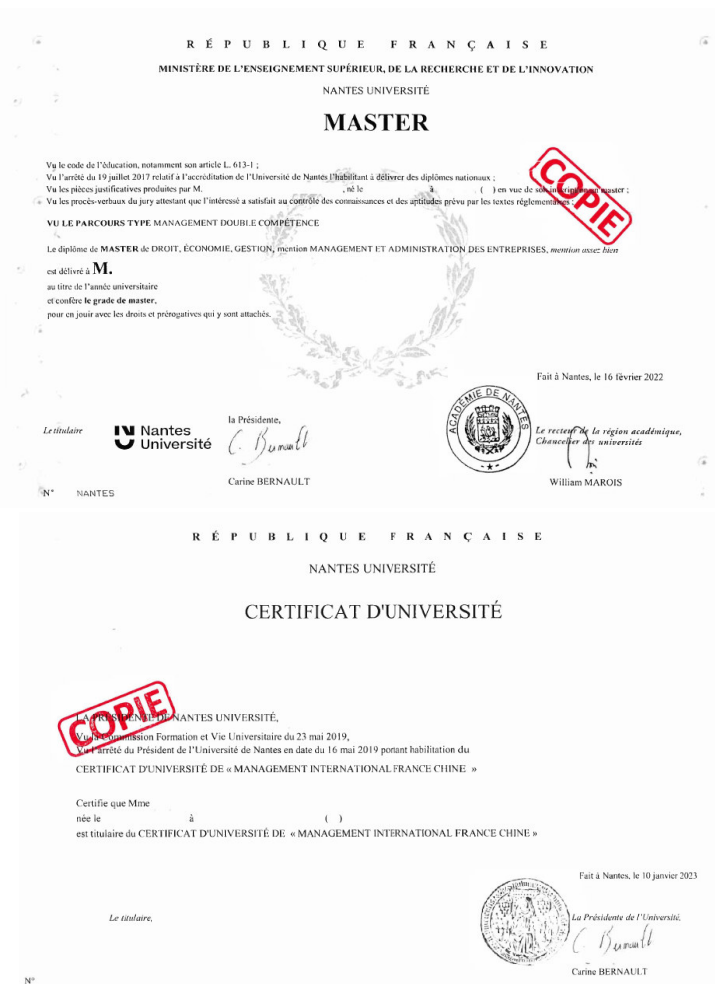 RÉPUBLIQUE FRANÇAISE
MINISTÈRE DE L'ENSEIGNEMENT SUPÉRIEUR, DE LA RECHERCHE ET DE L'INNOVATION
NANTES UNIVERSITÉ
MASTER
Vu le code de l'éducation, notamment son article L. 613-1 ;
Vu l'arrêté du 19 juillet 2017 relatif à l'accréditation de l'Université de Nantes l'habilitant à délivrer des diplômes nationaux ;
Vu les pièces justificatives produites par M. , né le à ( ) en vue de son inscription en master ;
Vu les procès-verbaux du jury attestant que l'intéressé a satisfait au contrôle des connaissances et des aptitudes prévu par les textes réglementaires ;
COPIE
VU LE PARCOURS TYPE MANAGEMENT DOUBLE COMPÉTENCE
Le diplôme de MASTER de DROIT, ÉCONOMIE, GESTION, mention MANAGEMENT ET ADMINISTRATION DES ENTREPRISES, mention assez bien
est délivré à M.
au titre de l'année universitaire
et confère le grade de master,
pour en jouir avec les droits et prérogatives qui y sont attachés.
Fait à Nantes, le 16 février 2022
Le titulaire
Nantes
Université
la Présidente,
C. Bernault
Carine BERNAULT
ACADÉMIE DE NANTES
Le recteur de la région académique,
Chancelier des universités
William MAROIS
N° NANTES
RÉPUBLIQUE FRANÇAISE
NANTES UNIVERSITÉ
CERTIFICAT D'UNIVERSITÉ
COPIE
LA PRÉSIDENTE DE NANTES UNIVERSITÉ,
Vu la Commission Formation et Vie Universitaire du 23 mai 2019,
Vu l'arrêté du Président de l'Université de Nantes en date du 16 mai 2019 portant habilitation du
CERTIFICAT D'UNIVERSITÉ DE « MANAGEMENT INTERNATIONAL FRANCE CHINE »
Certifie que Mme
née le à ( )
est titulaire du CERTIFICAT D'UNIVERSITÉ DE « MANAGEMENT INTERNATIONAL FRANCE CHINE »
Fait à Nantes, le 10 janvier 2023
Le titulaire,
La Présidente de l'Université,
C. Bernault
Carine BERNAULT
N°